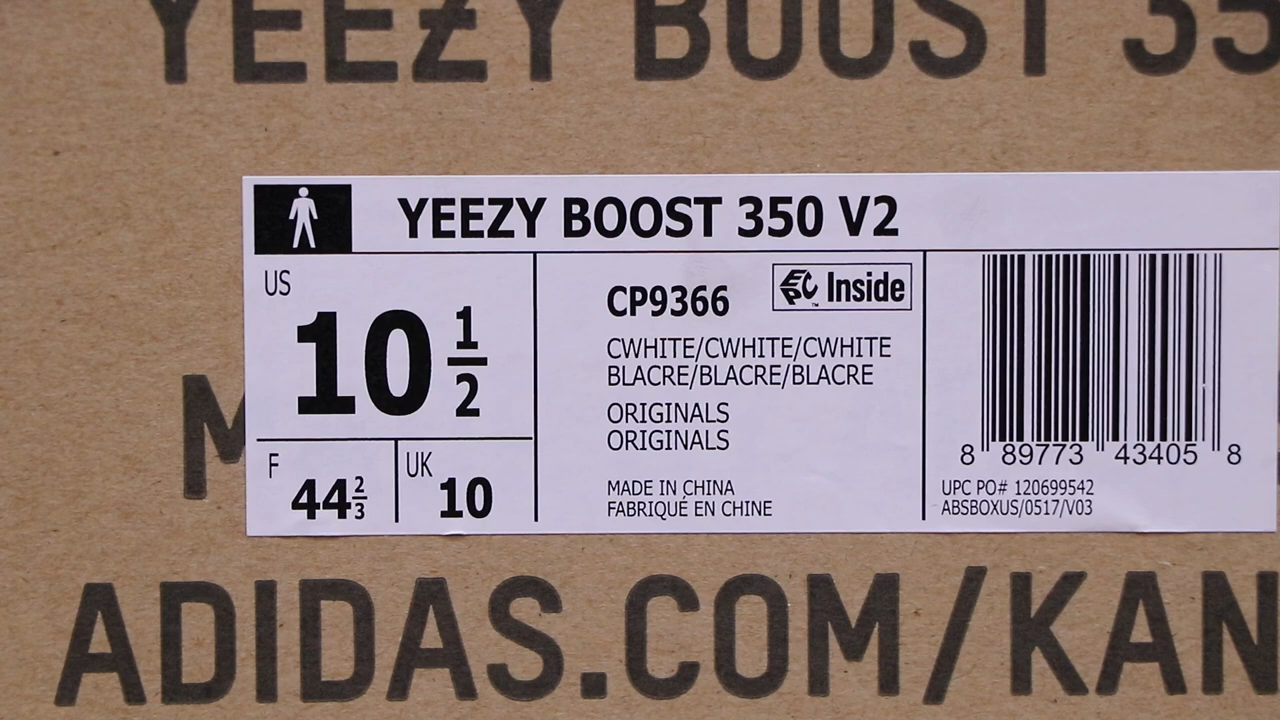 YEEZY BOOST 35
YEEZY BOOST 350 V2
US
10 1/2
F
44 2/3
UK
10
CP9366
EPC Inside
™
CWHITE/CWHITE/CWHITE
BLACRE/BLACRE/BLACRE
ORIGINALS
ORIGINALS
MADE IN CHINA
FABRIQUÉ EN CHINE
8 89773 43405 8
UPC PO# 120699542
ABSBOXUS/0517/V03
M
ADIDAS.COM/KAN